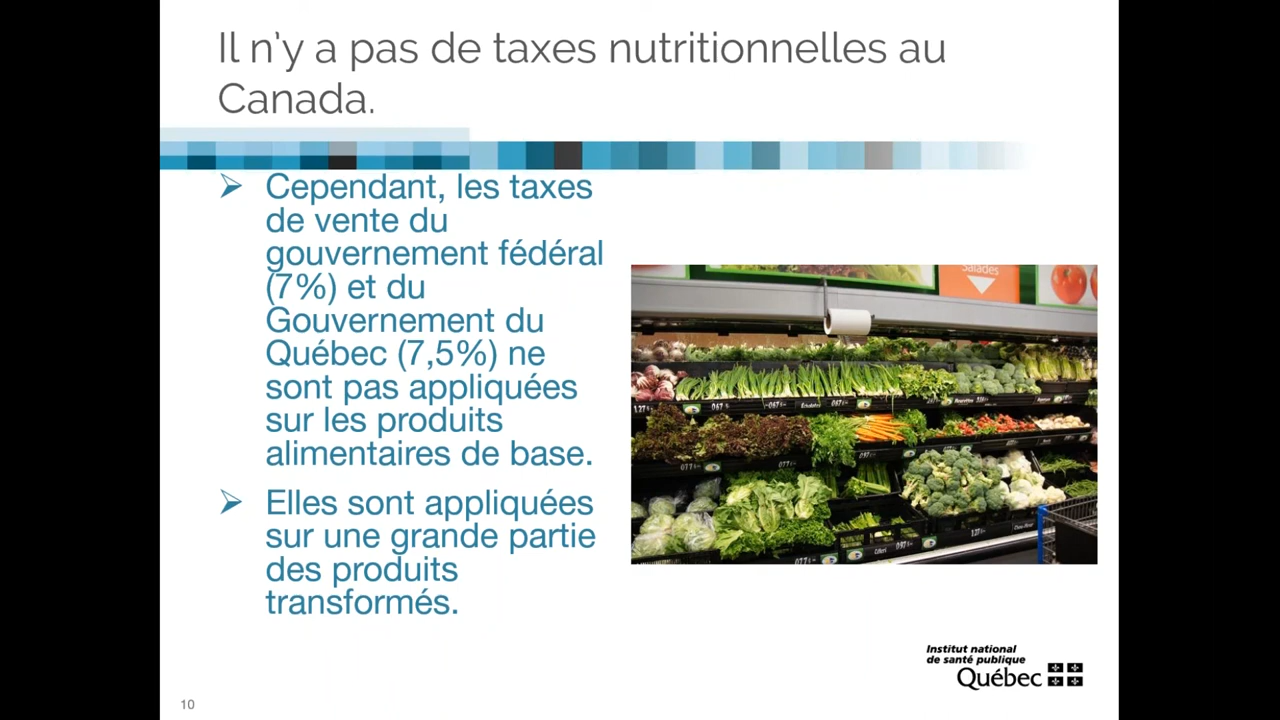 Il n'y a pas de taxes nutritionnelles au
Canada.
➢ Cependant, les taxes
de vente du
gouvernement fédéral
(7%) et du
Gouvernement du
Québec (7,5%) ne
sont pas appliquées
sur les produits
alimentaires de base.
➢ Elles sont appliquées
sur une grande partie
des produits
transformés.
Salades
Institut national
de santé publique
Québec
10